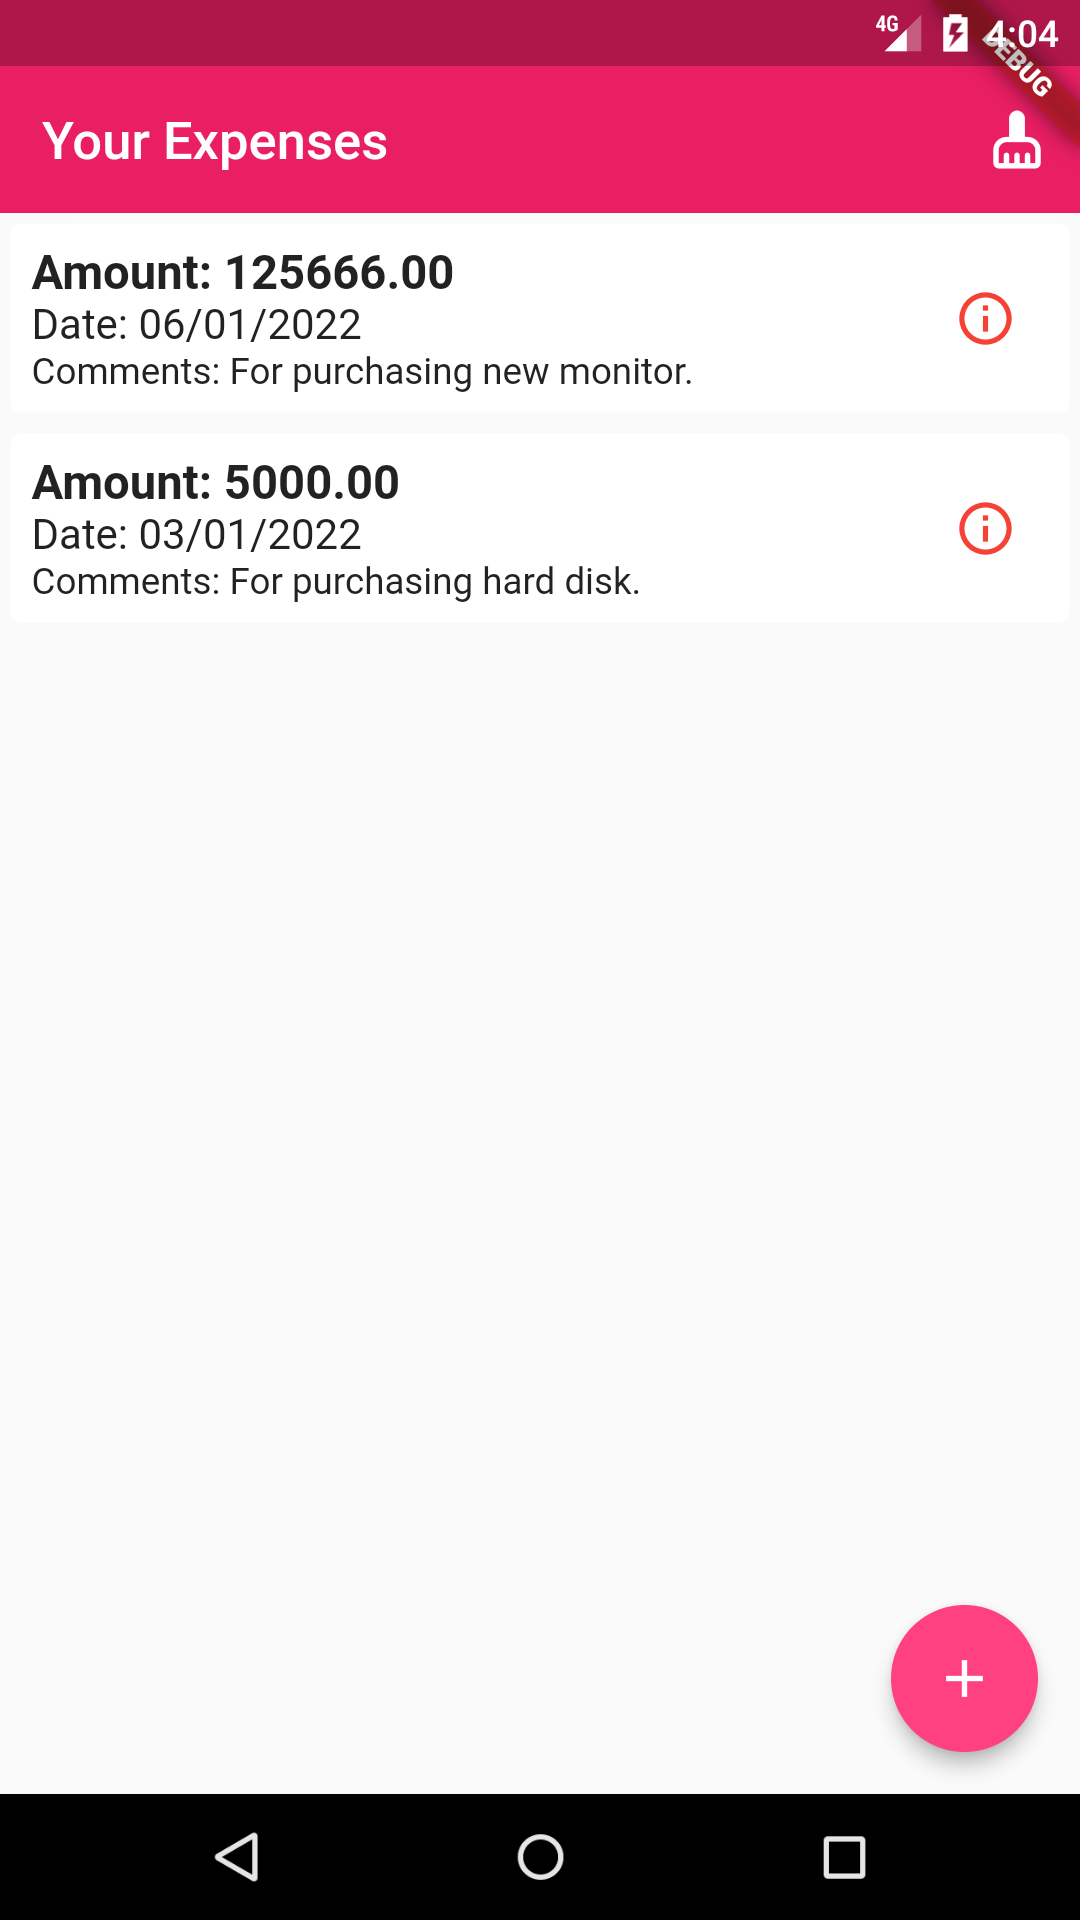 4G 4:04
DEBUG
Your Expenses
Amount: 125666.00
Date: 06/01/2022
Comments: For purchasing new monitor.
Amount: 5000.00
Date: 03/01/2022
Comments: For purchasing hard disk.